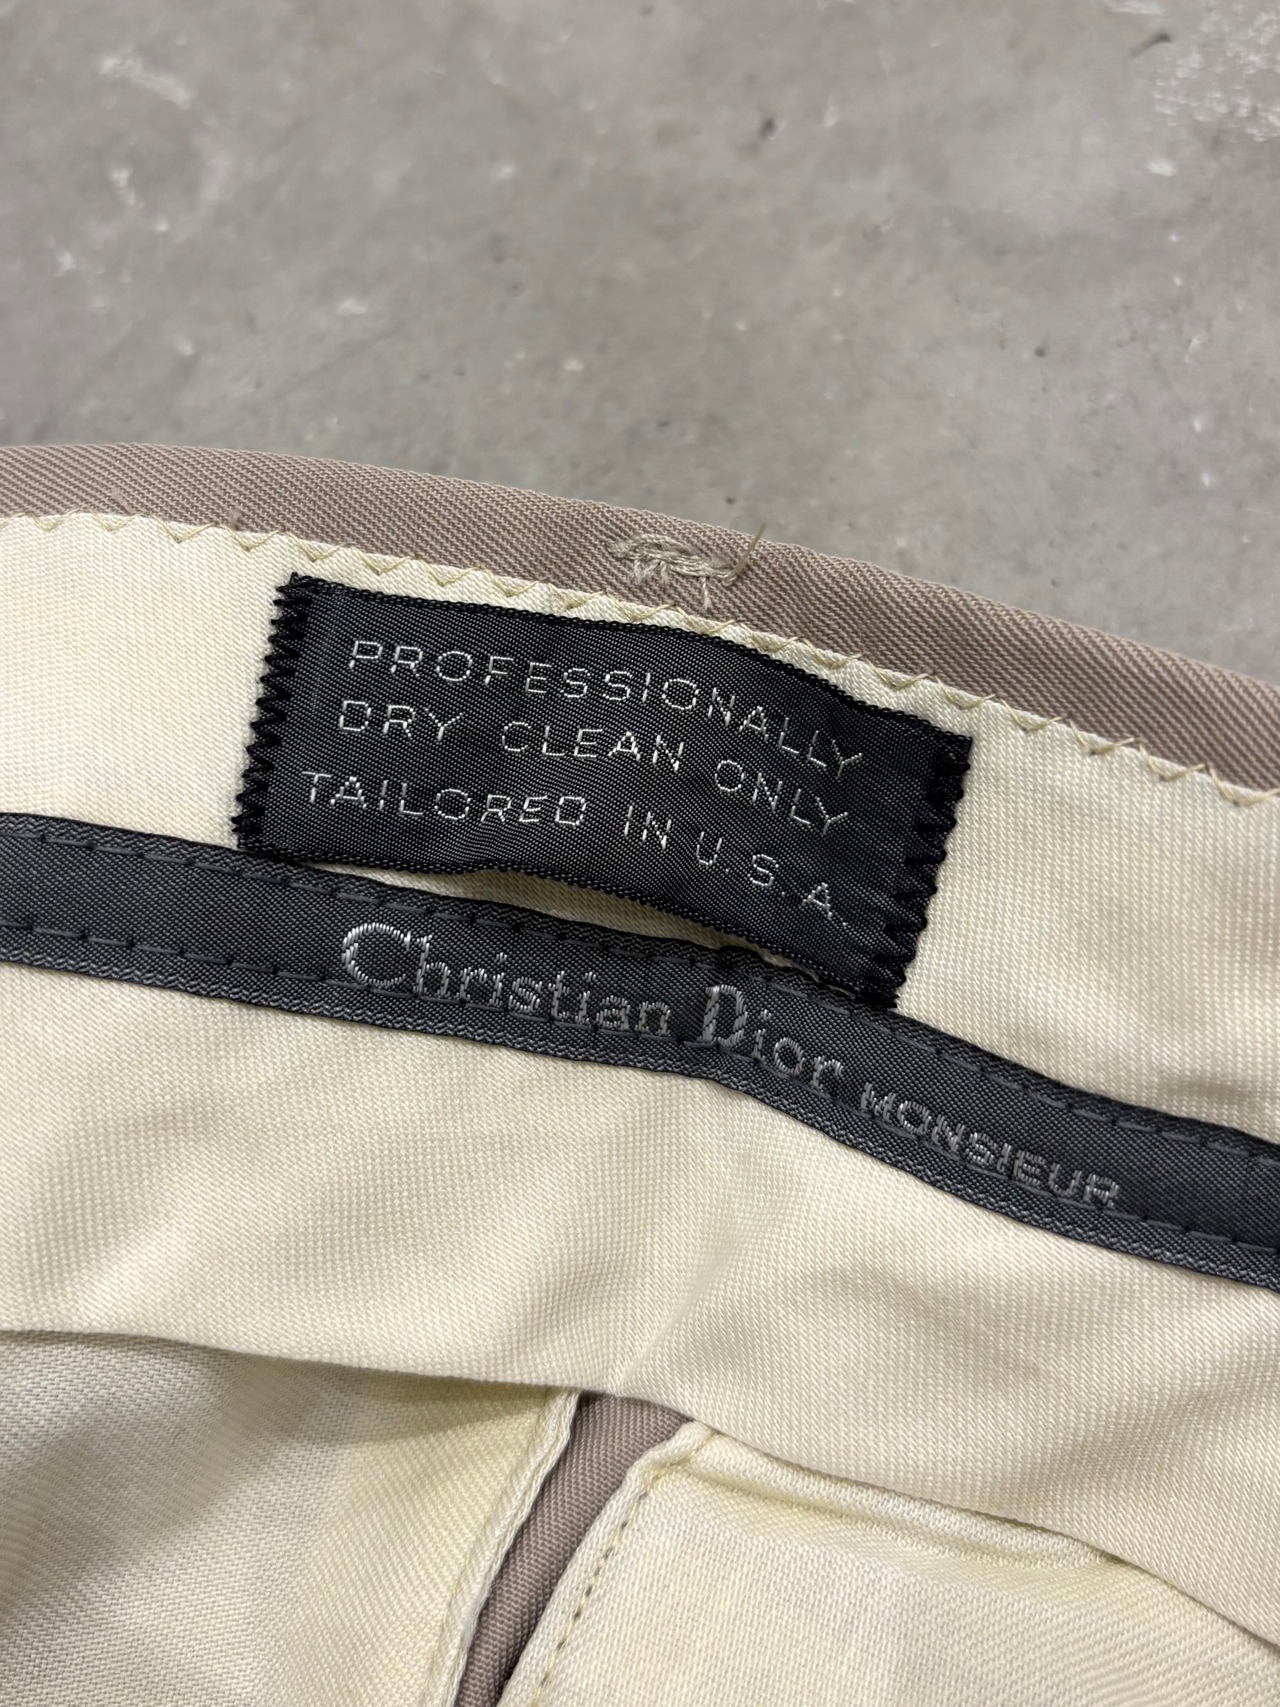 PROFESSIONALLY
DRY CLEAN ONLY
TAILORED IN U.S.A.
Christian Dior MONSIEUR